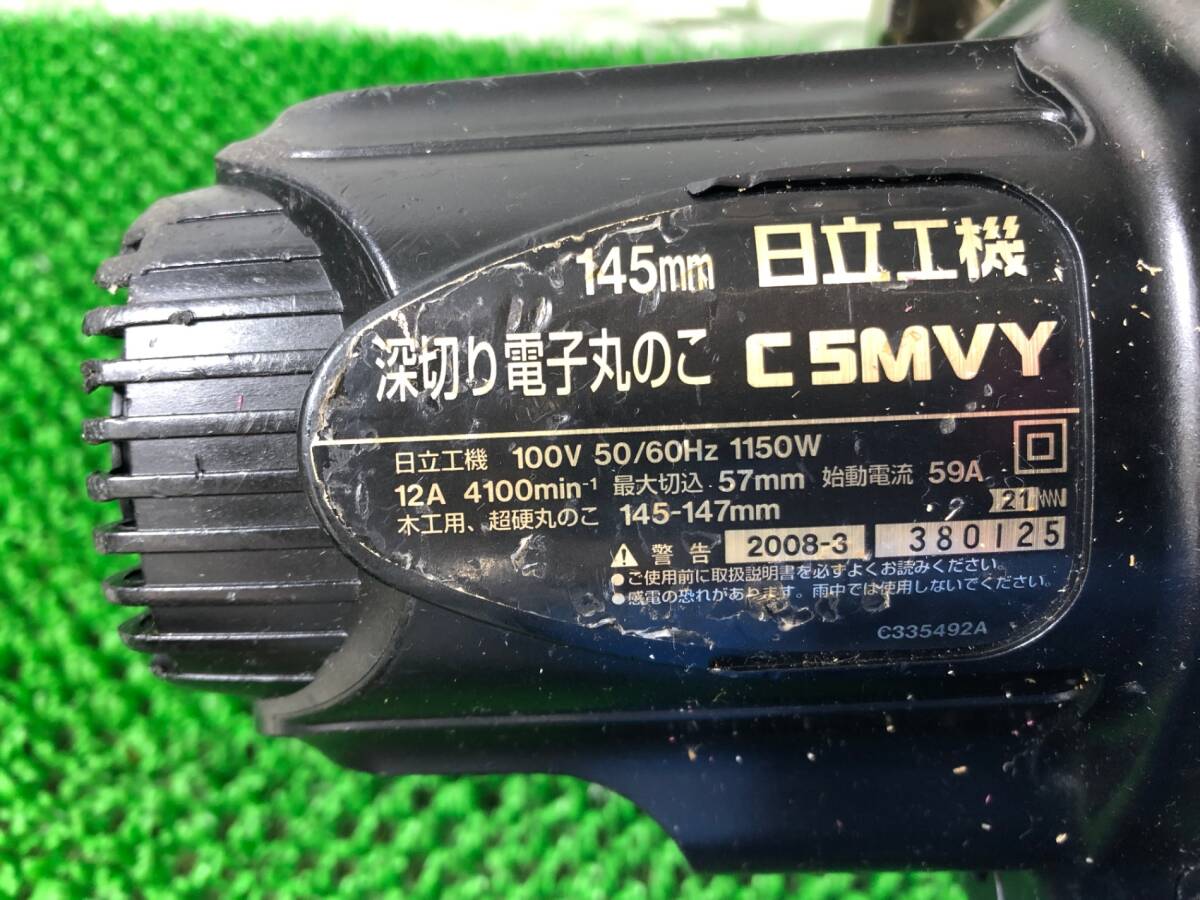 145mm 日立工機
深切り電子丸のこ C5MVY
日立工機 100V 50/60Hz 1150W
12A 4100min⁻¹ 最大切込 57mm 始動電流 59A
木工用、超硬丸のこ 145-147mm
21
警告 2008-3 380125
●ご使用前に取扱説明書を必ずよくお読みください。
●感電の恐れがあります。雨中では使用しないでください。
C335492A